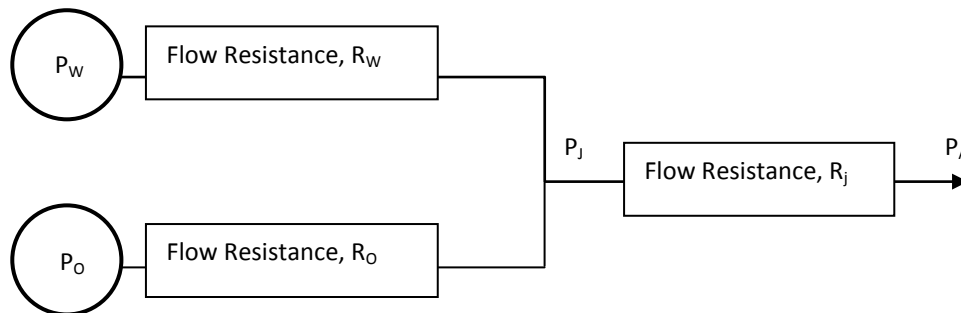 P_W
Flow Resistance, R_W
P_J
Flow Resistance, R_j
P_O
Flow Resistance, R_O